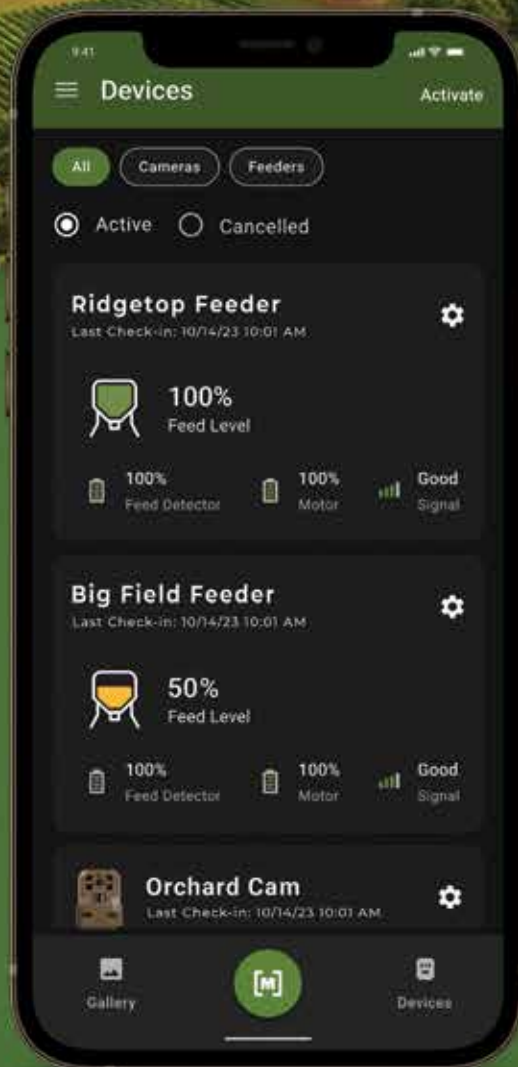 9:41
Devices
Activate
All
Cameras
Feeders
Active
Cancelled
Ridgetop Feeder
Last Check-in: 10/14/23 10:01 AM
100%
Feed Level
100%
Feed Detector
100%
Motor
Good
Signal
Big Field Feeder
Last Check-in: 10/14/23 10:01 AM
50%
Feed Level
100%
Feed Detector
100%
Motor
Good
Signal
Orchard Cam
Last Check-in: 10/14/23 10:01 AM
Gallery
[M]
Devices